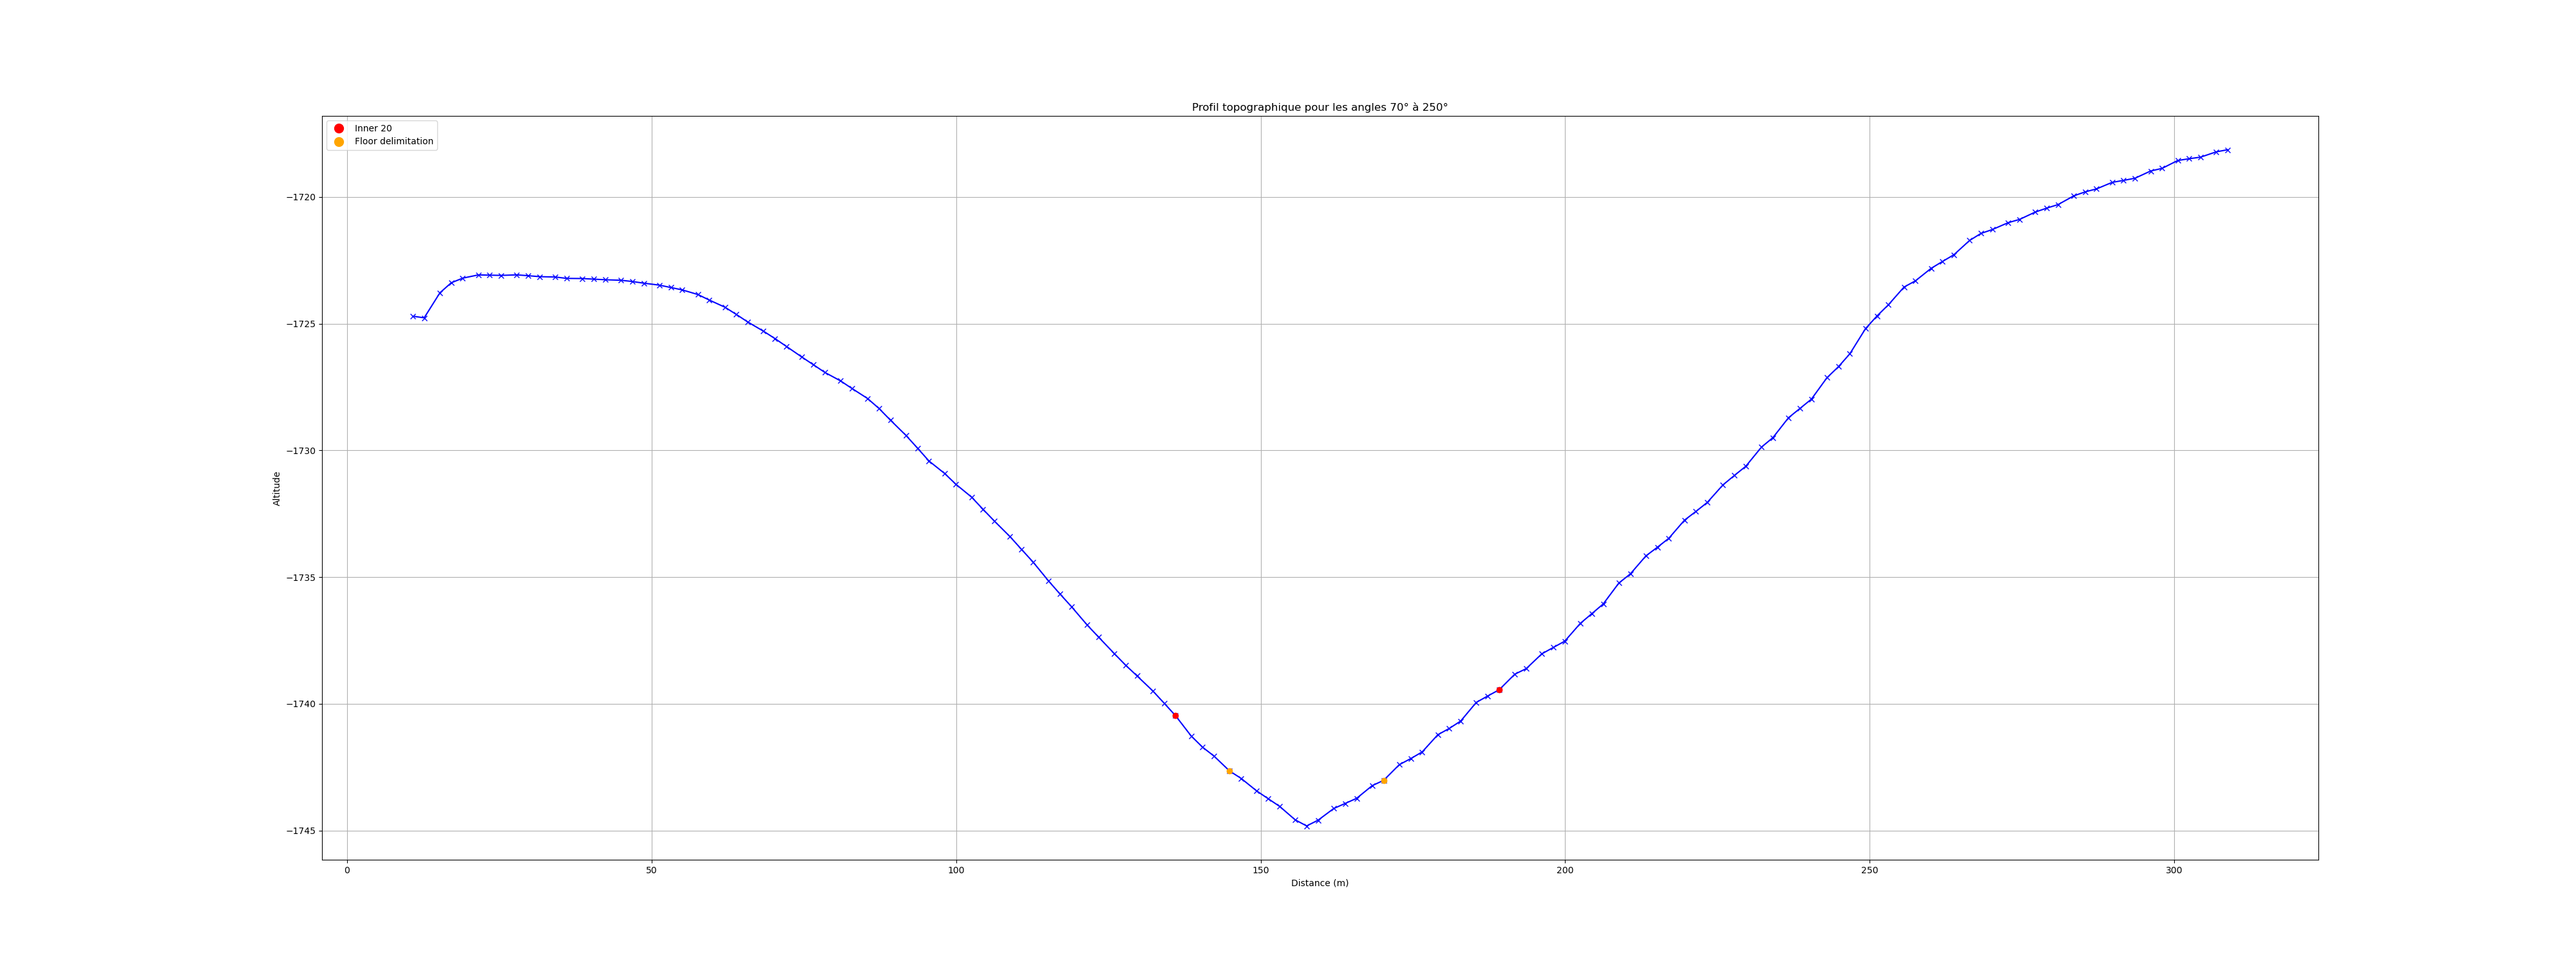 Profil topographique pour les angles 70° à 250°
Inner 20
Floor delimitation
Altitude
−1720
−1725
−1730
−1735
−1740
−1745
0 50 100 150 200 250 300
Distance (m)